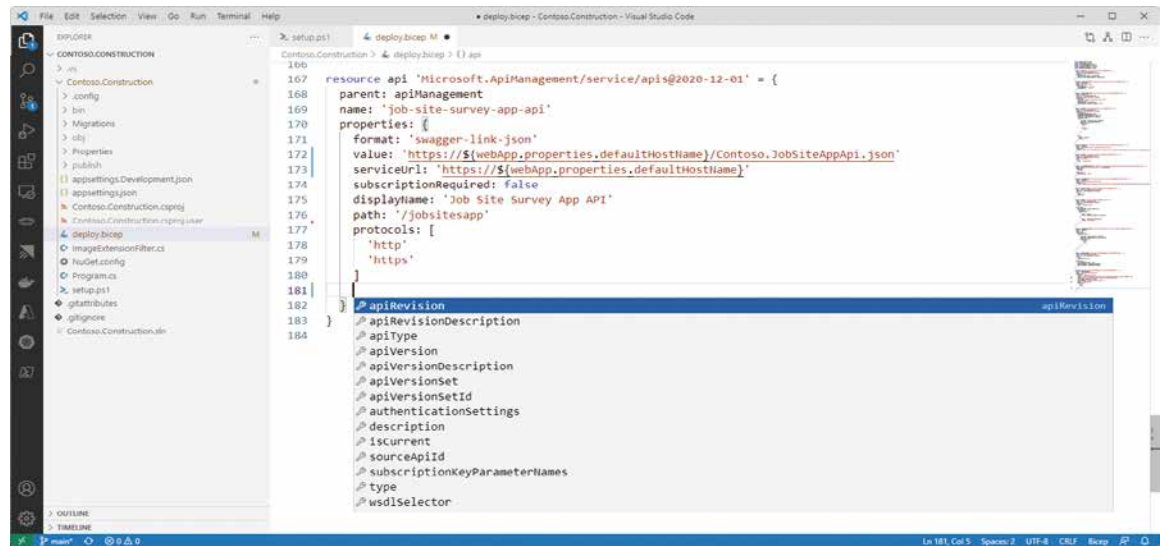 File Edit Selection View Go Run Terminal Help
● deploy.bicep - Contoso.Construction - Visual Studio Code
EXPLORER
CONTOSO.CONSTRUCTION
Contoso.Construction
.config
bin
Migrations
obj
Properties
publish
appsettings.Development.json
appsettings.json
Contoso.Construction.csproj
Contoso.Construction.csproj.user
deploy.bicep M
ImageExtensionFilter.cs
NuGet.config
Program.cs
setup.ps1
.gitattributes
.gitignore
Contoso.Construction.sln
OUTLINE
TIMELINE
setup.ps1 deploy.bicep M ●
Contoso.Construction > deploy.bicep > {} api
166
167 resource api 'Microsoft.ApiManagement/service/apis@2020-12-01' = {
168 parent: apiManagement
169 name: 'job-site-survey-app-api'
170 properties: {
171 format: 'swagger-link-json'
172 value: 'https://${webApp.properties.defaultHostName}/Contoso.JobSiteAppApi.json'
173 serviceUrl: 'https://${webApp.properties.defaultHostName}'
174 subscriptionRequired: false
175 displayName: 'Job Site Survey App API'
176 path: '/jobsitesapp'
177 protocols: [
178 'http'
179 'https'
180 ]
181
182 }
183 }
184
apiRevision apiRevision
apiRevisionDescription
apiType
apiVersion
apiVersionDescription
apiVersionSet
apiVersionSetId
authenticationSettings
description
isCurrent
sourceApiId
subscriptionKeyParameterNames
type
wsdlSelector
main* 0 0 Ln 181, Col 5 Spaces: 2 UTF-8 CRLF Bicep